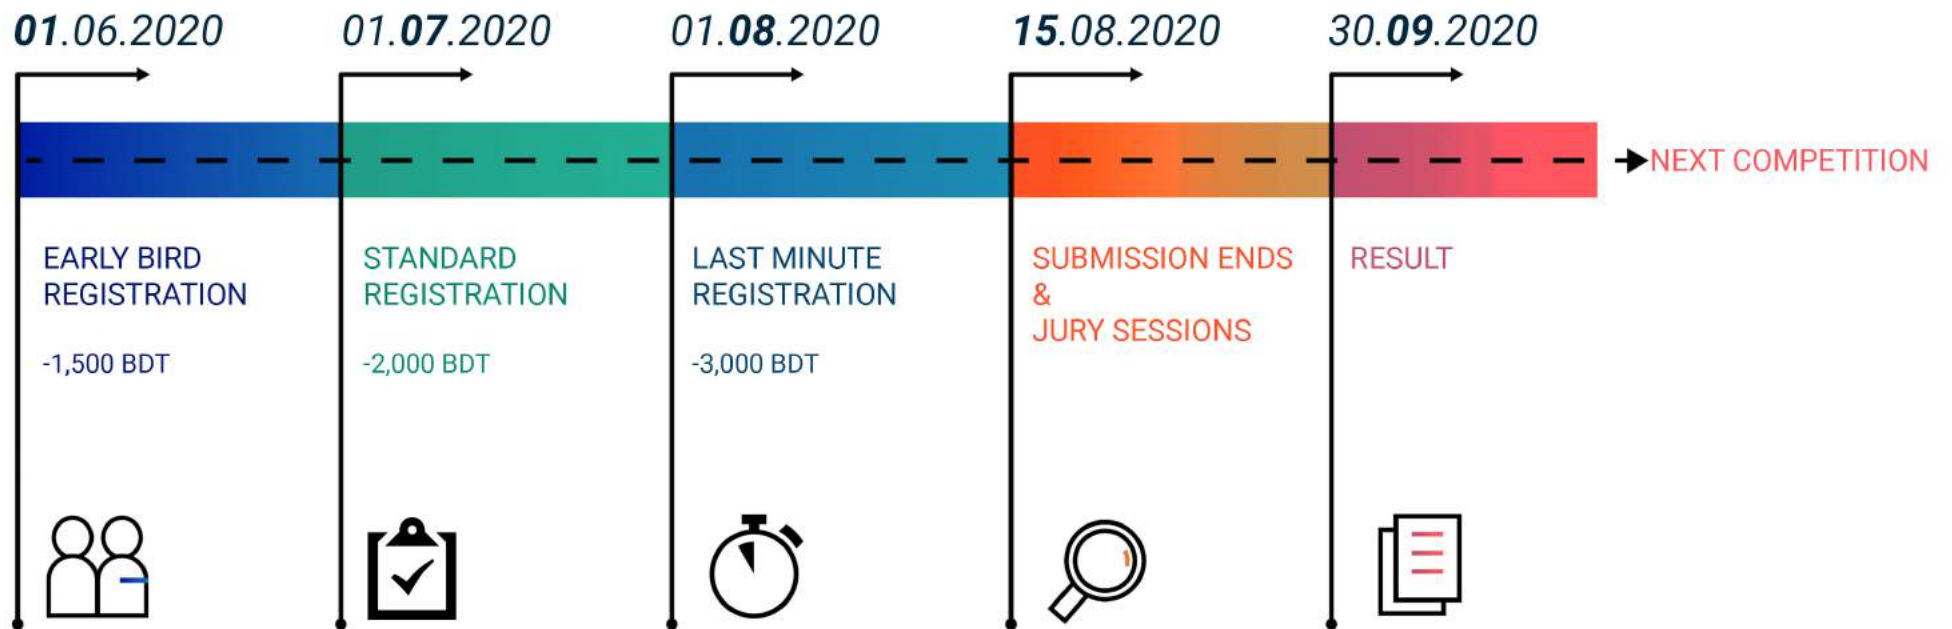 01.06.2020
01.07.2020
01.08.2020
15.08.2020
30.09.2020
NEXT COMPETITION
EARLY BIRD
REGISTRATION
-1,500 BDT
STANDARD
REGISTRATION
-2,000 BDT
LAST MINUTE
REGISTRATION
-3,000 BDT
SUBMISSION ENDS
&
JURY SESSIONS
RESULT